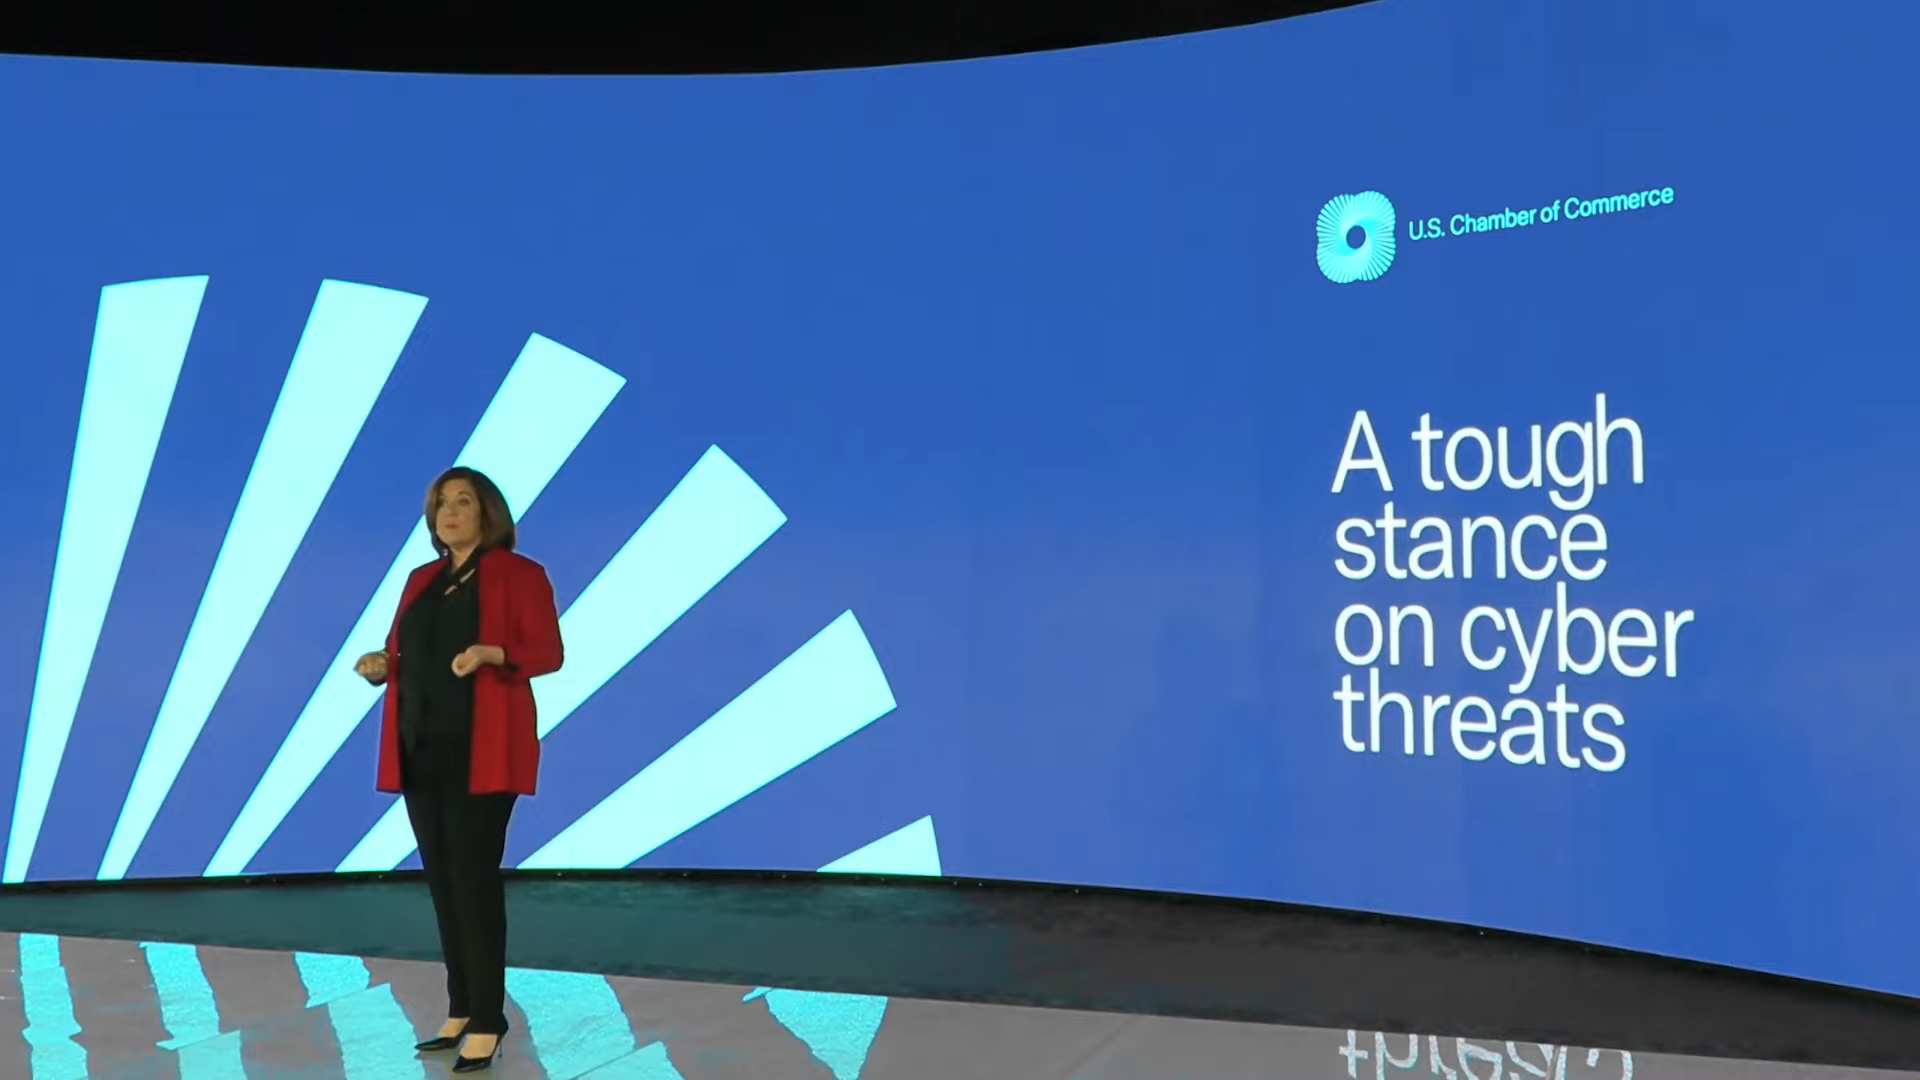 U.S. Chamber of Commerce
A tough
stance
on cyber
threats